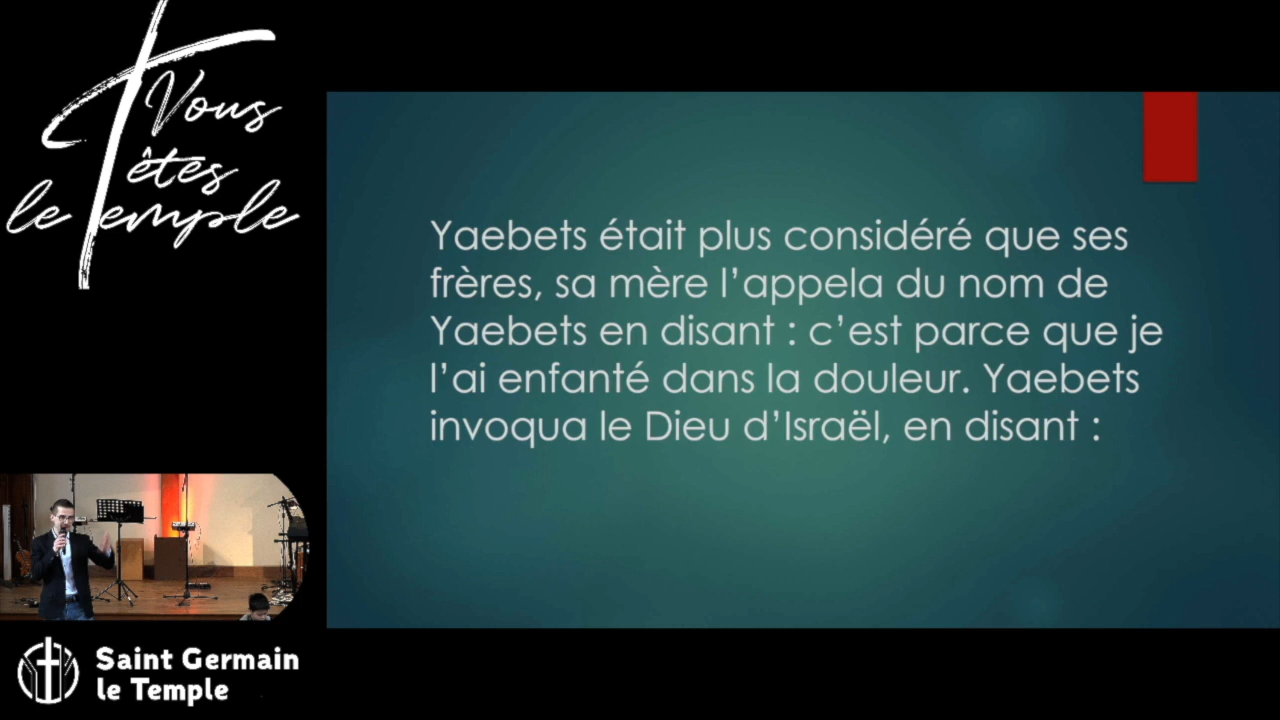 Vous
êtes
le Temple
Yaebets était plus considéré que ses
frères, sa mère l’appela du nom de
Yaebets en disant : c’est parce que je
l’ai enfanté dans la douleur. Yaebets
invoqua le Dieu d’Israël, en disant :
Saint Germain
le Temple